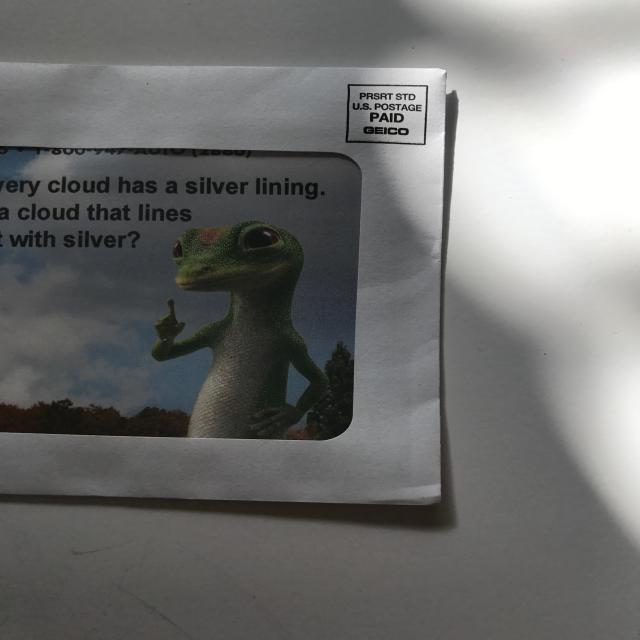 PRSRT STD
U.S. POSTAGE
PAID
GEICO
very cloud has a silver lining.
a cloud that lines
t with silver?